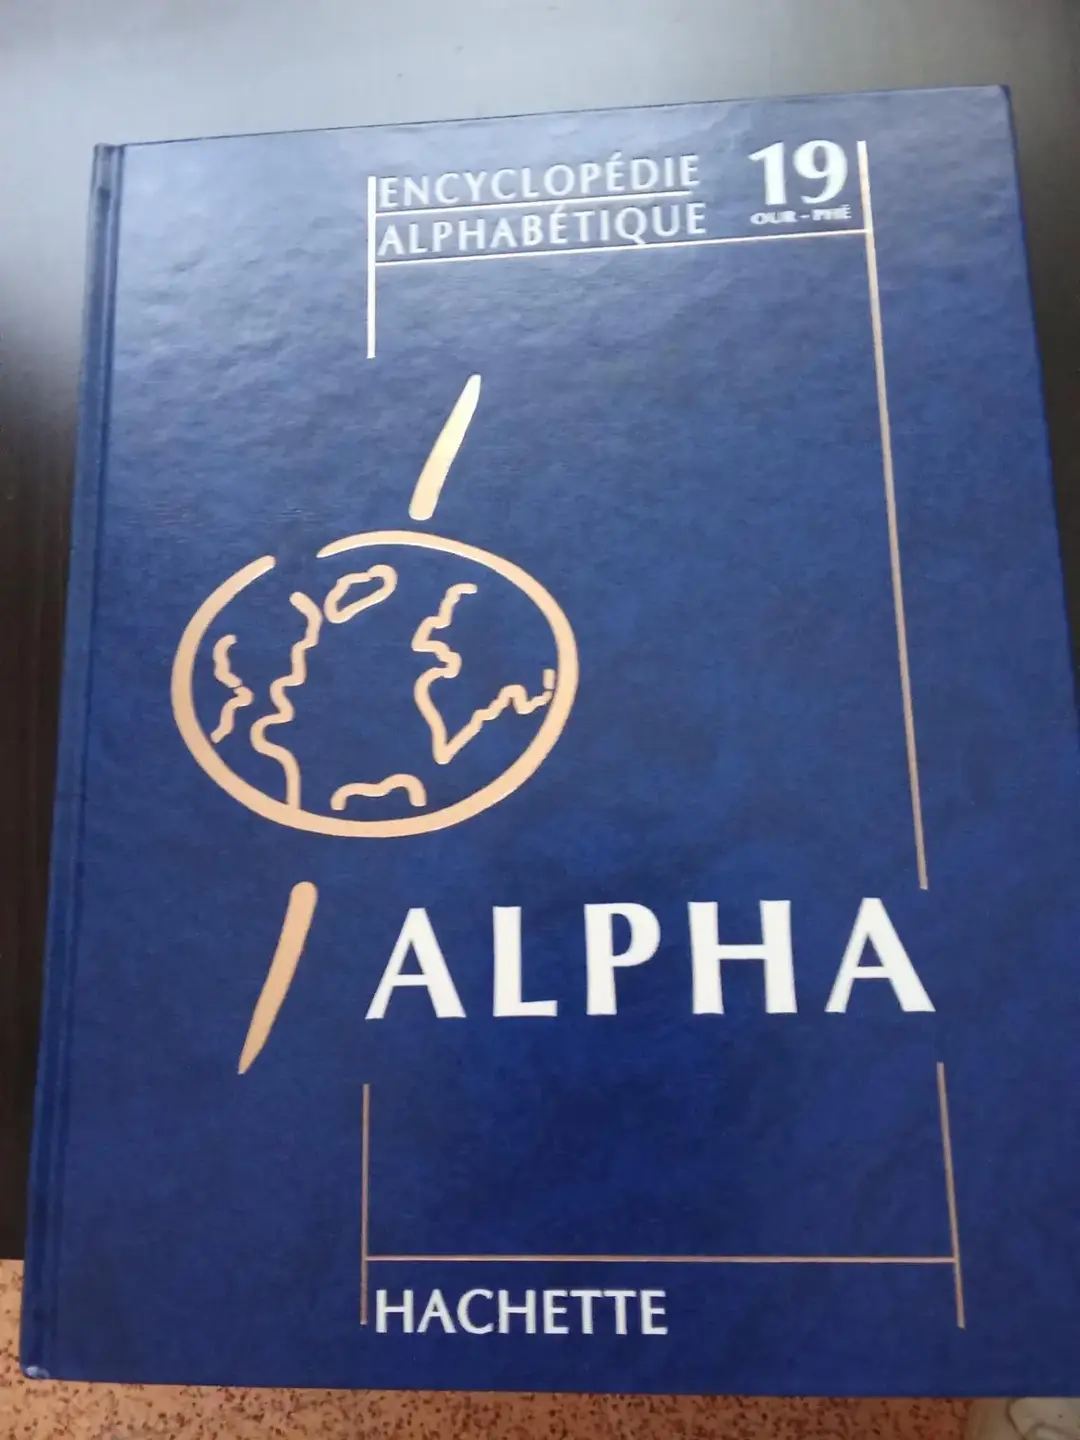 ENCYCLOPÉDIE
ALPHABÉTIQUE
19
OUR - PHÉ
ALPHA
HACHETTE